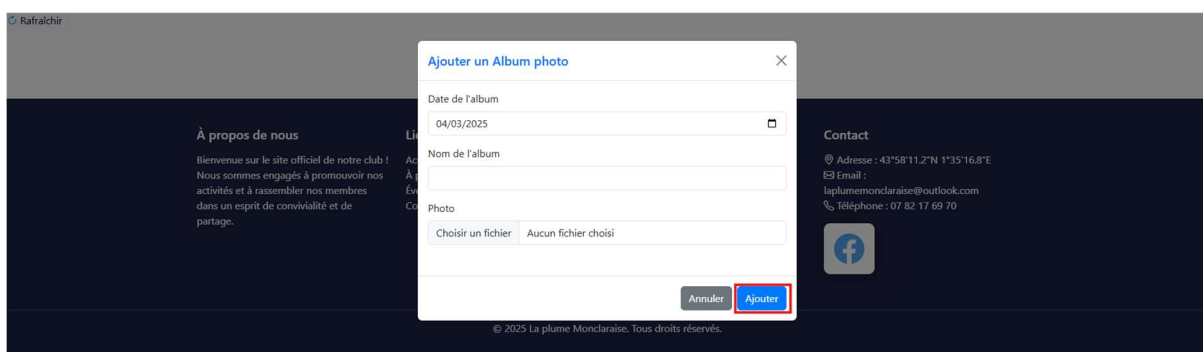 Rafraîchir
Ajouter un Album photo
Date de l'album
04/03/2025
Nom de l'album
Photo
Choisir un fichier Aucun fichier choisi
Annuler Ajouter
À propos de nous
Bienvenue sur le site officiel de notre club !
Nous sommes engagés à promouvoir nos
activités et à rassembler nos membres
dans un esprit de convivialité et de
partage.
Contact
Adresse : 43°58'11.2"N 1°35'16.8"E
Email :
laplumemonclaraise@outlook.com
Téléphone : 07 82 17 69 70
© 2025 La plume Monclaraise. Tous droits réservés.